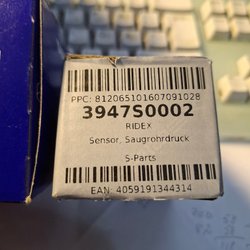 PPC: 812065101607091028
3947S0002
RIDEX
Sensor, Saugrohrdruck
S-Parts
EAN: 4059191344314